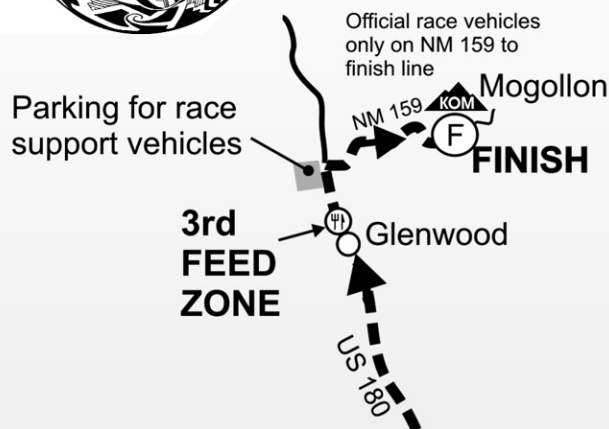 Official race vehicles
only on NM 159 to
finish line
Mogollon
KOM
NM 159
F
FINISH
Parking for race
support vehicles
3rd
FEED
ZONE
Glenwood
US 180